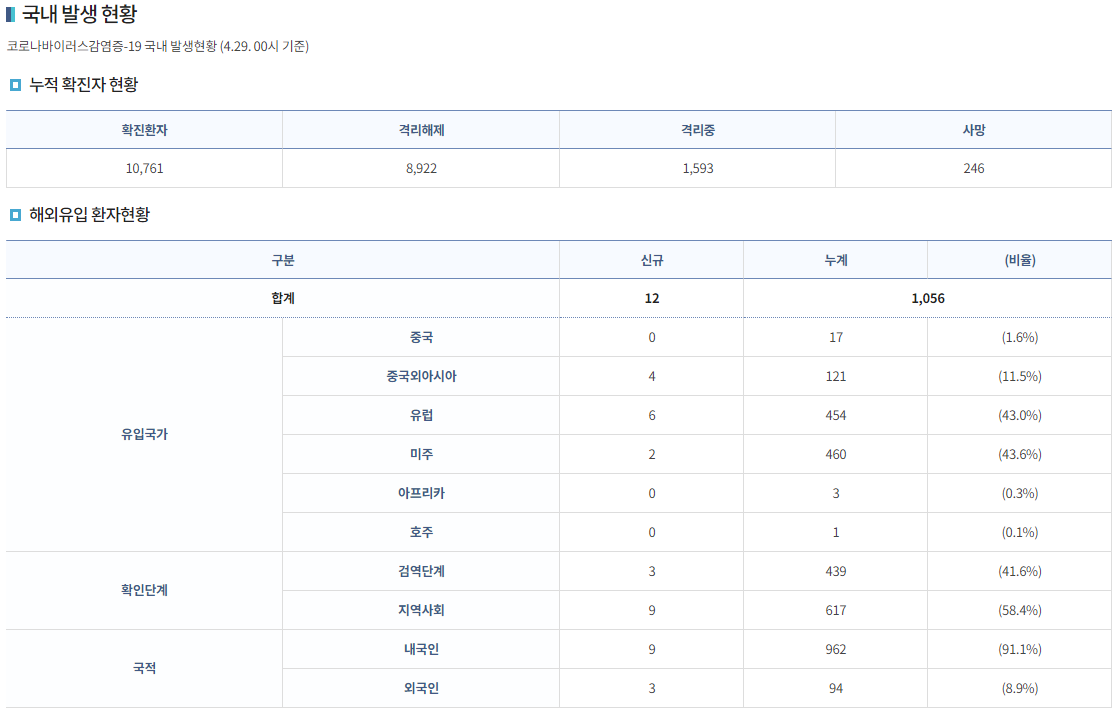 국내 발생 현황
코로나바이러스감염증-19 국내 발생현황 (4.29. 00시 기준)
누적 확진자 현황
확진환자 격리해제 격리중 사망
10,761 8,922 1,593 246
해외유입 환자현황
구분 신규 누계 (비율)
합계 12 1,056
유입국가
중국 0 17 (1.6%)
중국외아시아 4 121 (11.5%)
유럽 6 454 (43.0%)
미주 2 460 (43.6%)
아프리카 0 3 (0.3%)
호주 0 1 (0.1%)
확인단계
검역단계 3 439 (41.6%)
지역사회 9 617 (58.4%)
국적
내국인 9 962 (91.1%)
외국인 3 94 (8.9%)